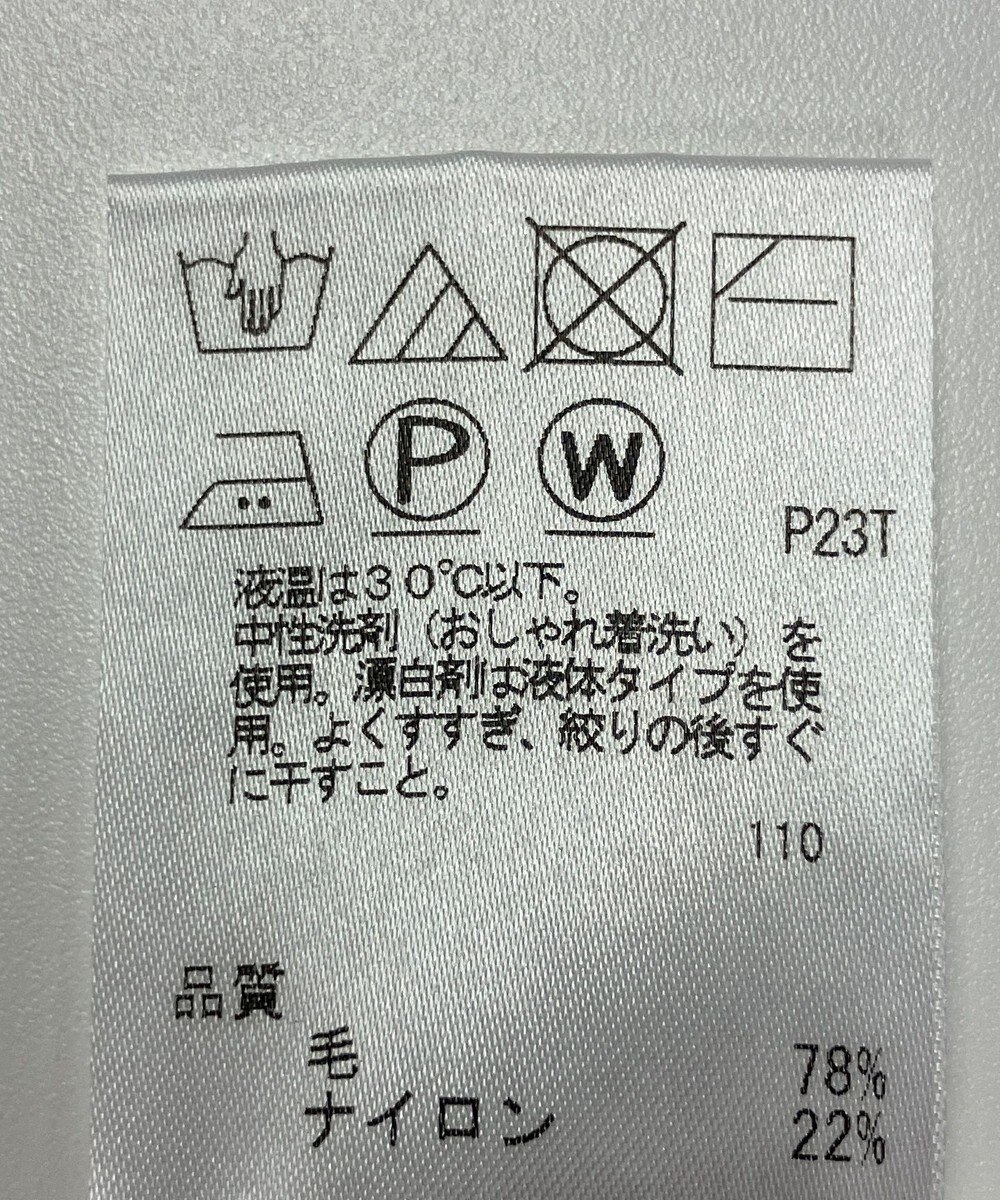 P
W
P23T
液温は30℃以下。
中性洗剤(おしゃれ着洗い)を
使用。漂白剤は液体タイプを使
用。よくすすぎ、絞りの後すぐ
に干すこと。
110
品質
毛 78%
ナイロン 22%